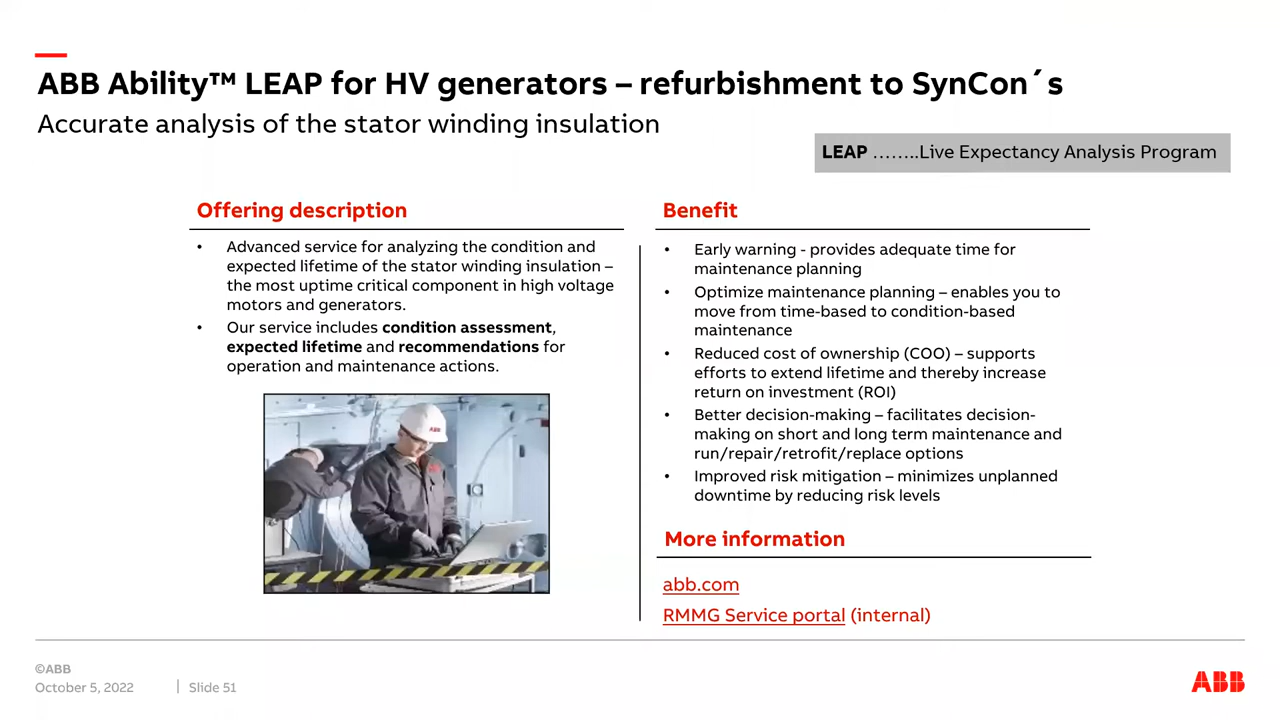 ABB Ability™ LEAP for HV generators – refurbishment to SynCon´s
Accurate analysis of the stator winding insulation
LEAP ........Live Expectancy Analysis Program
Offering description
• Advanced service for analyzing the condition and
expected lifetime of the stator winding insulation –
the most uptime critical component in high voltage
motors and generators.
• Our service includes condition assessment,
expected lifetime and recommendations for
operation and maintenance actions.
ABB
Benefit
• Early warning - provides adequate time for
maintenance planning
• Optimize maintenance planning – enables you to
move from time-based to condition-based
maintenance
• Reduced cost of ownership (COO) – supports
efforts to extend lifetime and thereby increase
return on investment (ROI)
• Better decision-making – facilitates decision-
making on short and long term maintenance and
run/repair/retrofit/replace options
• Improved risk mitigation – minimizes unplanned
downtime by reducing risk levels
More information
abb.com
RMMG Service portal (internal)
©ABB
October 5, 2022 | Slide 51
ABB